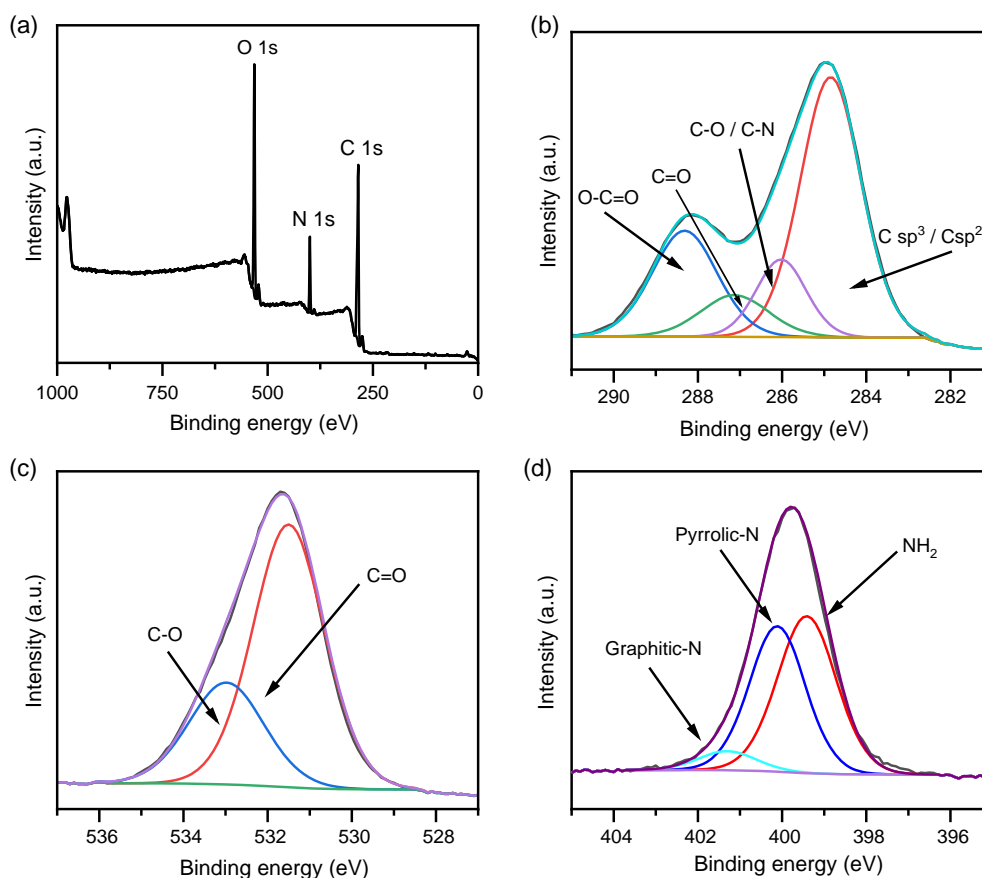 (a)
O 1s
C 1s
N 1s
Intensity (a.u.)
1000 750 500 250 0
Binding energy (eV)
(b)
C-O / C-N
C=O
O-C=O
C sp³ / Csp²
Intensity (a.u.)
290 288 286 284 282
Binding energy (eV)
(c)
C=O
C-O
Intensity (a.u.)
536 534 532 530 528
Binding energy (eV)
(d)
Pyrrolic-N
NH₂
Graphitic-N
Intensity (a.u.)
404 402 400 398 396
Binding energy (eV)